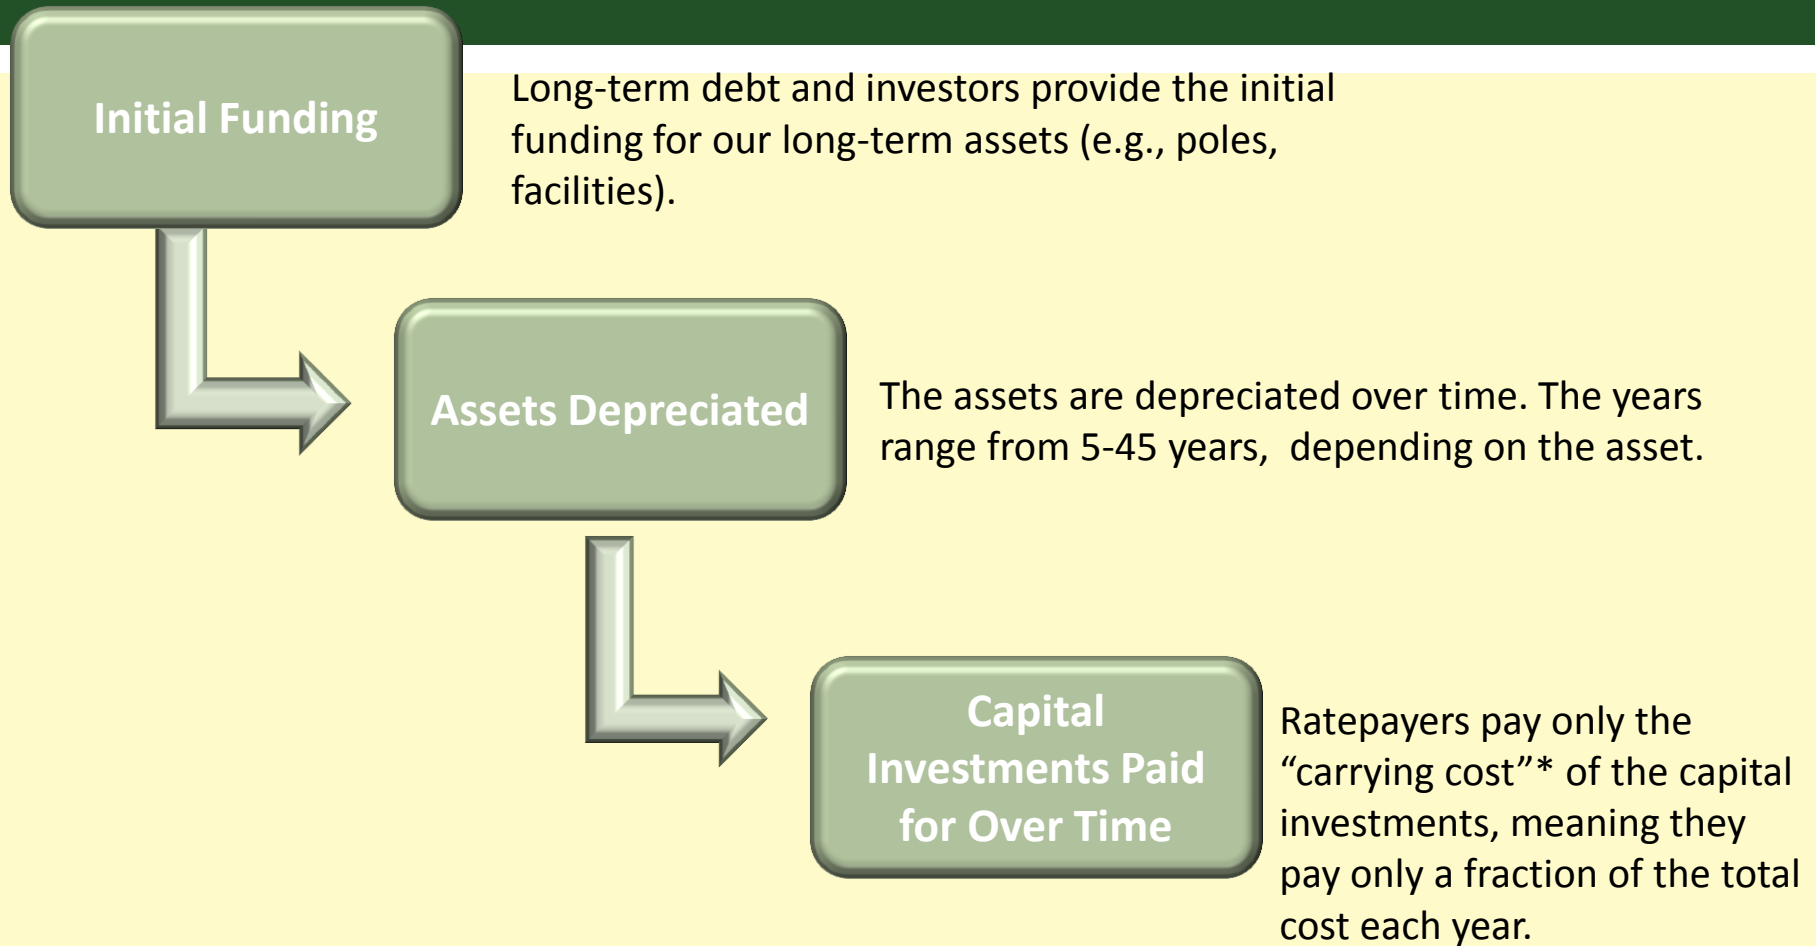 Initial Funding
Long-term debt and investors provide the initial
funding for our long-term assets (e.g., poles,
facilities).
Assets Depreciated
The assets are depreciated over time. The years
range from 5-45 years,  depending on the asset.
Capital
Investments Paid
for Over Time
Ratepayers pay only the
“carrying cost”* of the capital
investments, meaning they
pay only a fraction of the total
cost each year.